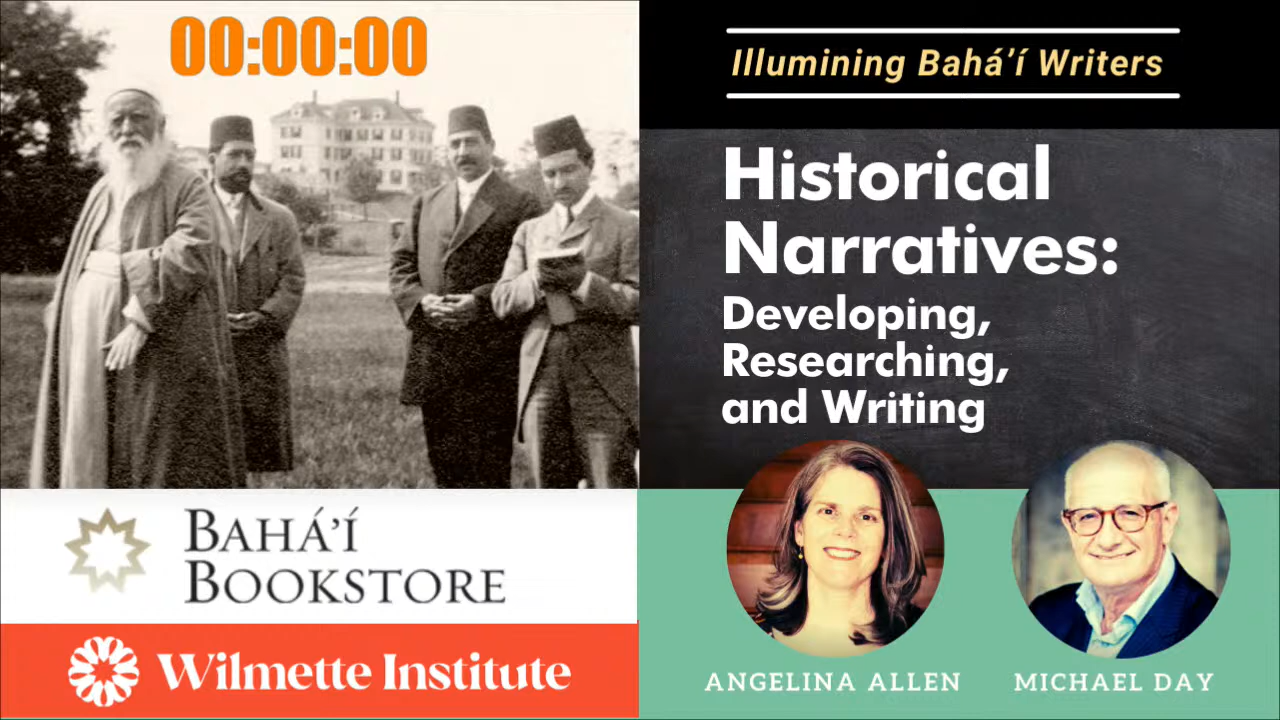 00:00:00
Illumining Bahá’í Writers
Historical
Narratives:
Developing,
Researching,
and Writing
BAHÁ’Í
BOOKSTORE
Wilmette Institute
ANGELINA ALLEN
MICHAEL DAY